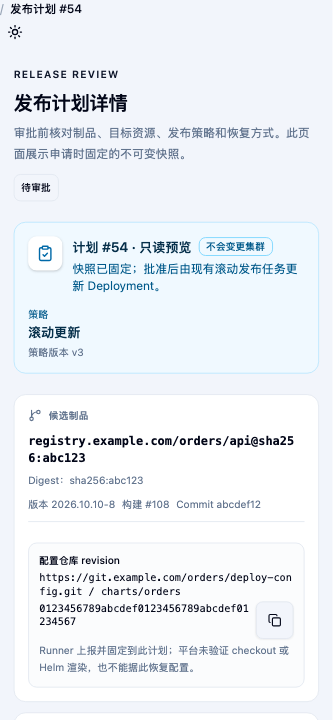 / 发布计划 #54
RELEASE REVIEW
发布计划详情
审批前核对制品、目标资源、发布策略和恢复方式。此页
面展示申请时固定的不可变快照。
待审批
计划 #54 · 只读预览 不会变更集群
快照已固定；批准后由现有滚动发布任务更
新 Deployment。
策略
滚动更新
策略版本 v3
候选制品
registry.example.com/orders/api@sha25
6:abc123
Digest：sha256:abc123
版本 2026.10.10-8 构建 #108 Commit abcdef12
配置仓库 revision
https://git.example.com/orders/deploy-con
fig.git / charts/orders
0123456789abcdef0123456789abcdef01
234567
Runner 上报并固定到此计划；平台未验证 checkout 或
Helm 渲染，也不能据此恢复配置。